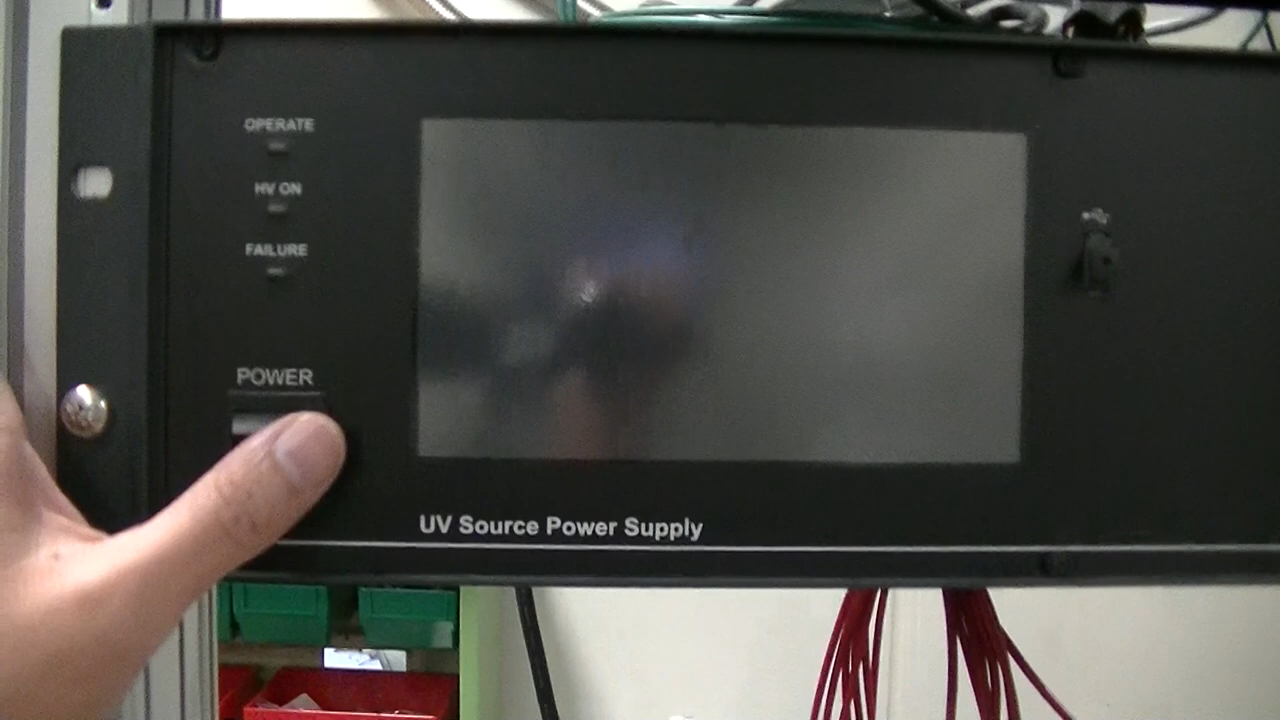 OPERATE
HV ON
FAILURE
POWER
UV Source Power Supply